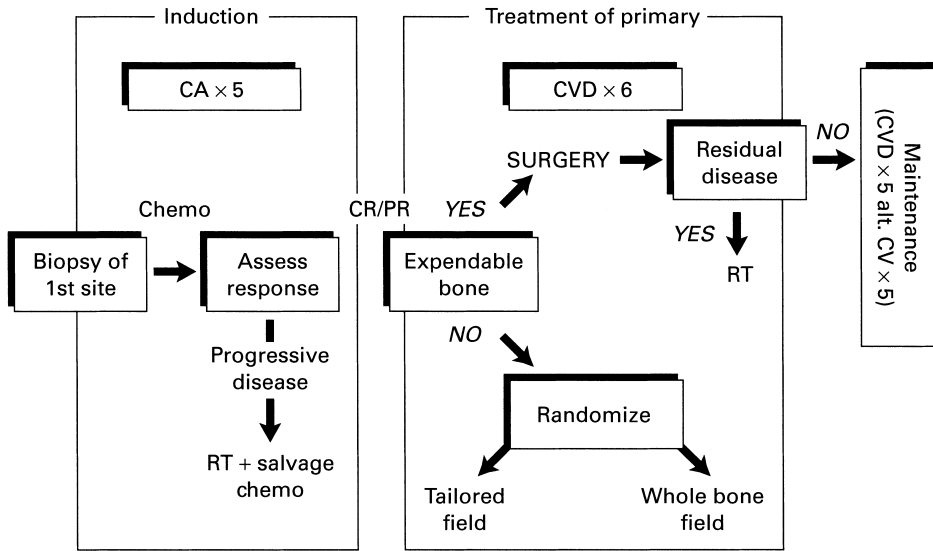 Induction
CA × 5
Chemo
Biopsy of
1st site
Assess
response
Progressive
disease
RT + salvage
chemo
CR/PR
Treatment of primary
CVD × 6
YES
SURGERY
Expendable
bone
Residual
disease
YES
RT
NO
NO
Randomize
Tailored
field
Whole bone
field
Maintenance
(CVD × 5 alt. CV × 5)